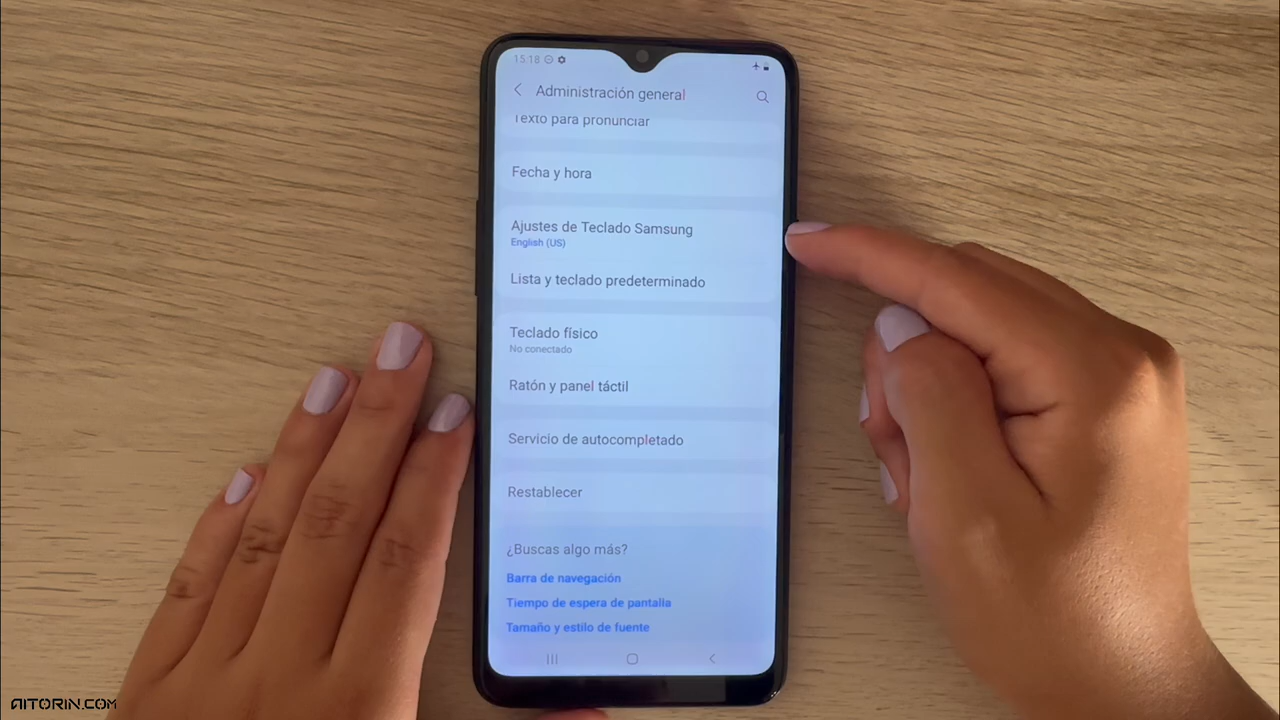 15:18
Administración general
Texto para pronunciar
Fecha y hora
Ajustes de Teclado Samsung
English (US)
Lista y teclado predeterminado
Teclado físico
No conectado
Ratón y panel táctil
Servicio de autocompletado
Restablecer
¿Buscas algo más?
Barra de navegación
Tiempo de espera de pantalla
Tamaño y estilo de fuente
AITORIN.COM